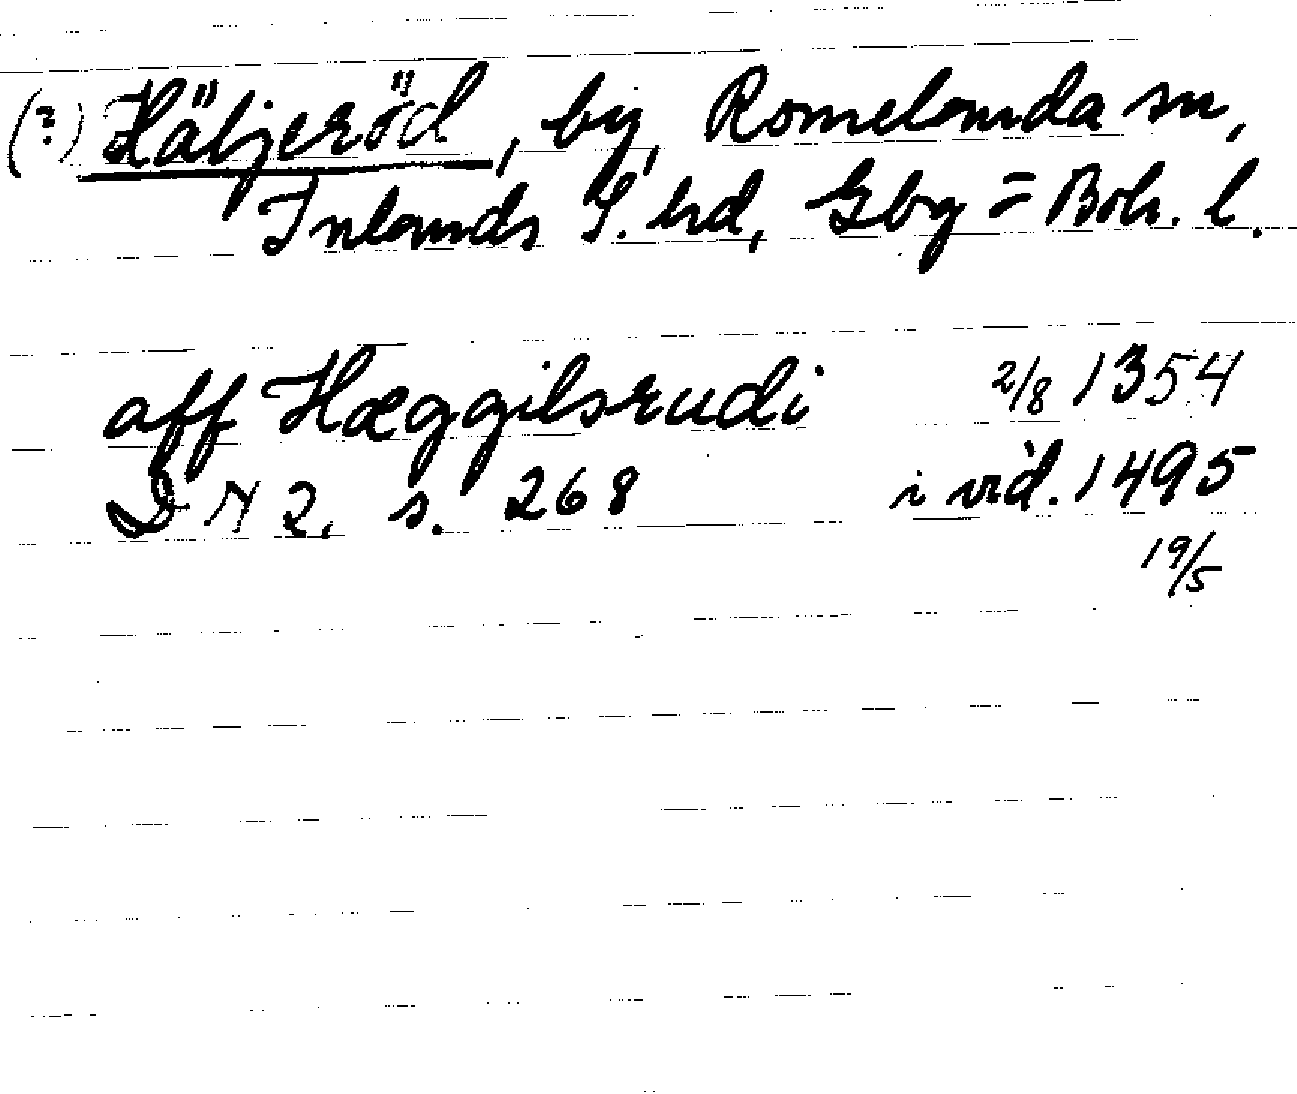 (?) Häljeröd, by, Romelanda sn,
Inlands S. hrd, Gbg = Boh. l.
aff Hæggilsrudi 2/8 1354
DN 2, s. 268 i vid. 1495
19/5